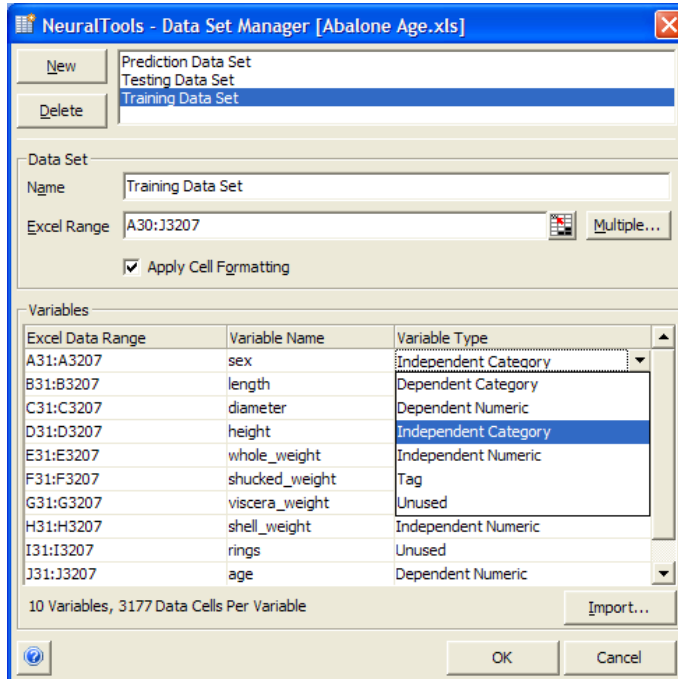 NeuralTools - Data Set Manager [Abalone Age.xls]
New
Delete
Prediction Data Set
Testing Data Set
Training Data Set
Data Set
Name Training Data Set
Excel Range A30:J3207 Multiple...
Apply Cell Formatting
Variables
Excel Data Range Variable Name Variable Type
A31:A3207 sex Independent Category
B31:B3207 length Dependent Category
C31:C3207 diameter Dependent Numeric
D31:D3207 height Independent Category
E31:E3207 whole_weight Independent Numeric
F31:F3207 shucked_weight Tag
G31:G3207 viscera_weight Unused
H31:H3207 shell_weight Independent Numeric
I31:I3207 rings Unused
J31:J3207 age Dependent Numeric
10 Variables, 3177 Data Cells Per Variable Import...
OK Cancel